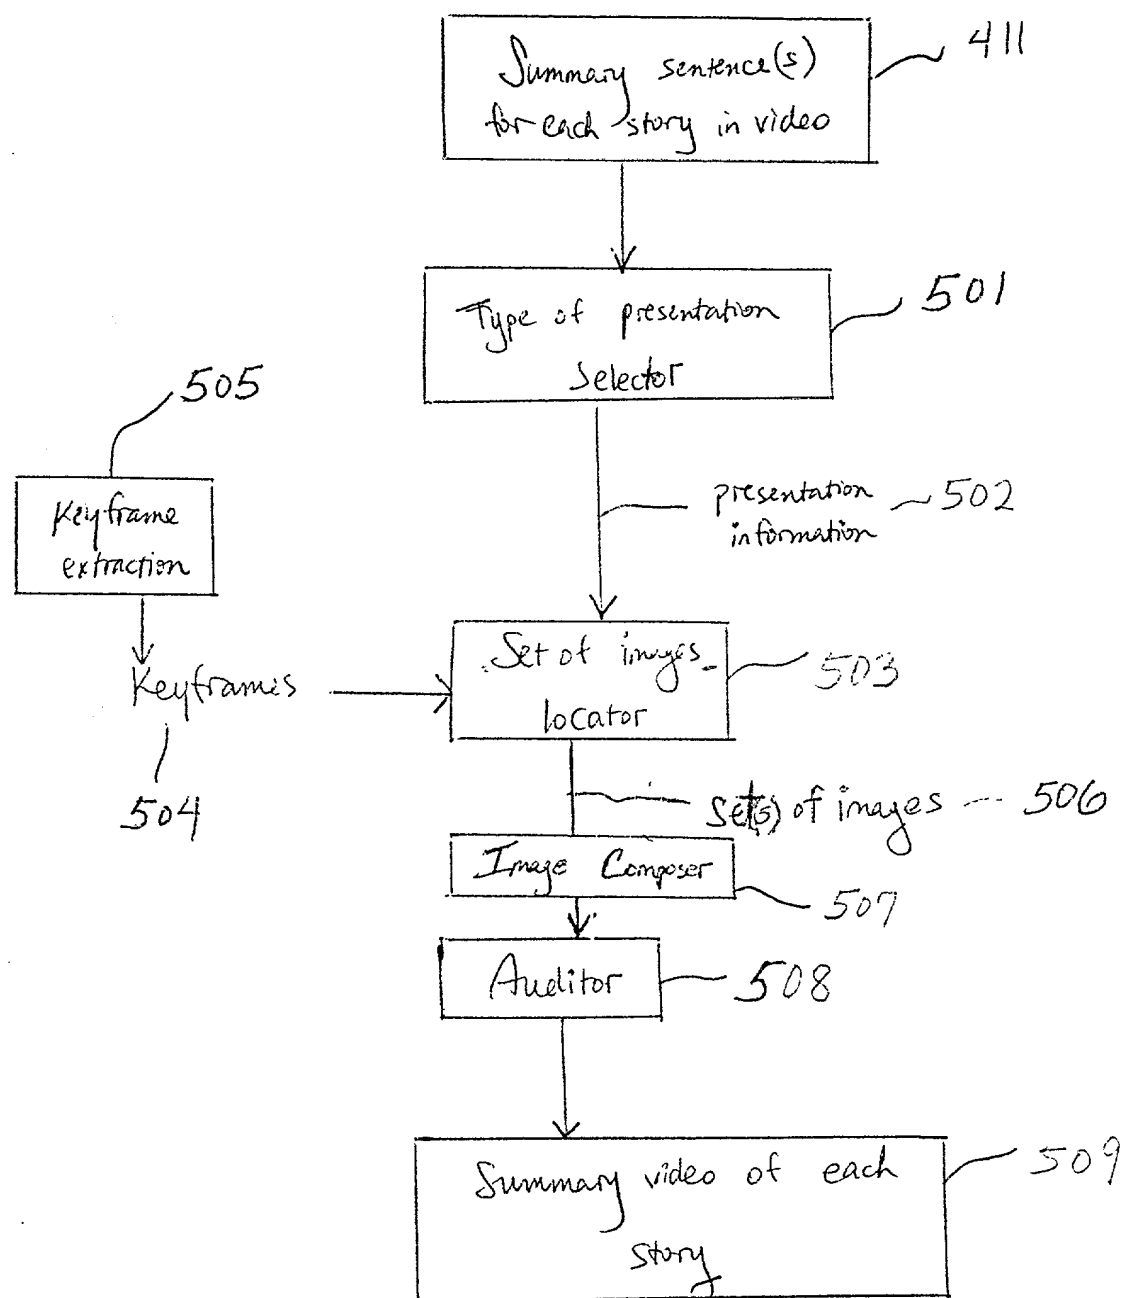 Summary sentence(s)
for each story in video
411
Type of presentation
Selector
501
505
Keyframe
extraction
presentation
information
502
Set of images
locator
503
Keyframes
504
Set(s) of images
506
Image Composer
507
Auditor
508
Summary video of each
story
509